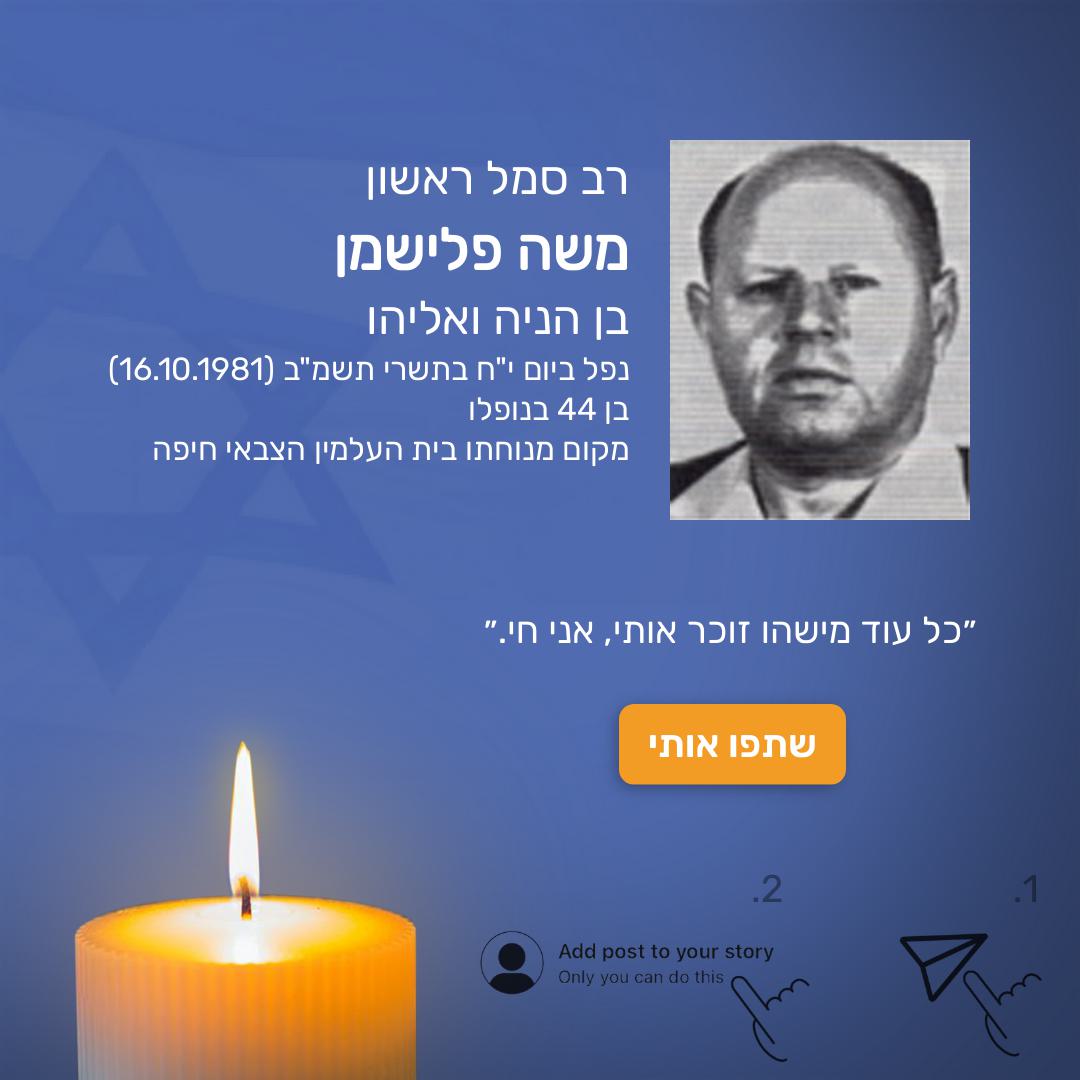 רב סמל ראשון
משה פלישמן
בן הניה ואליהו
נפל ביום י"ח בתשרי תשמ"ב (16.10.1981)
בן 44 בנופלו
מקום מנוחתו בית העלמין הצבאי חיפה
״כל עוד מישהו זוכר אותי, אני חי.״
שתפו אותי
1.
2.
Add post to your story
Only you can do this